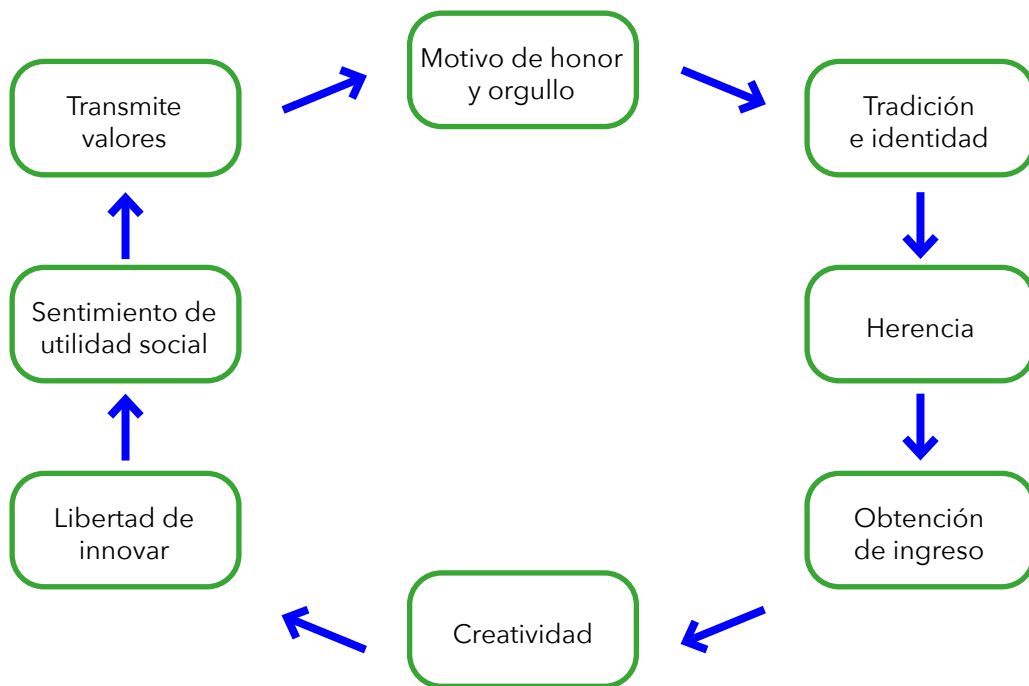 Motivo de honor
y orgullo
Tradición
e identidad
Herencia
Obtención
de ingreso
Creatividad
Libertad de
innovar
Sentimiento de
utilidad social
Transmite
valores